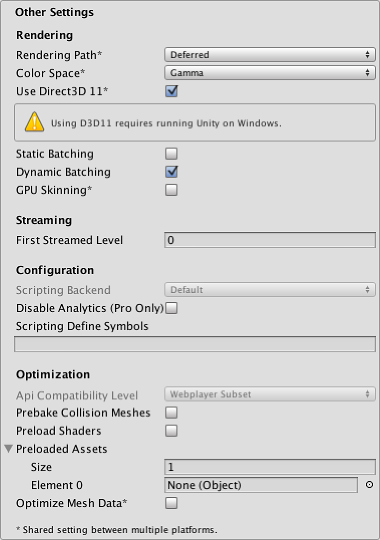 Other Settings
Rendering
Rendering Path* Deferred
Color Space* Gamma
Use Direct3D 11*
Using D3D11 requires running Unity on Windows.
Static Batching
Dynamic Batching
GPU Skinning*
Streaming
First Streamed Level 0
Configuration
Scripting Backend Default
Disable Analytics (Pro Only)
Scripting Define Symbols
Optimization
Api Compatibility Level Webplayer Subset
Prebake Collision Meshes
Preload Shaders
Preloaded Assets
Size 1
Element 0 None (Object)
Optimize Mesh Data*
* Shared setting between multiple platforms.